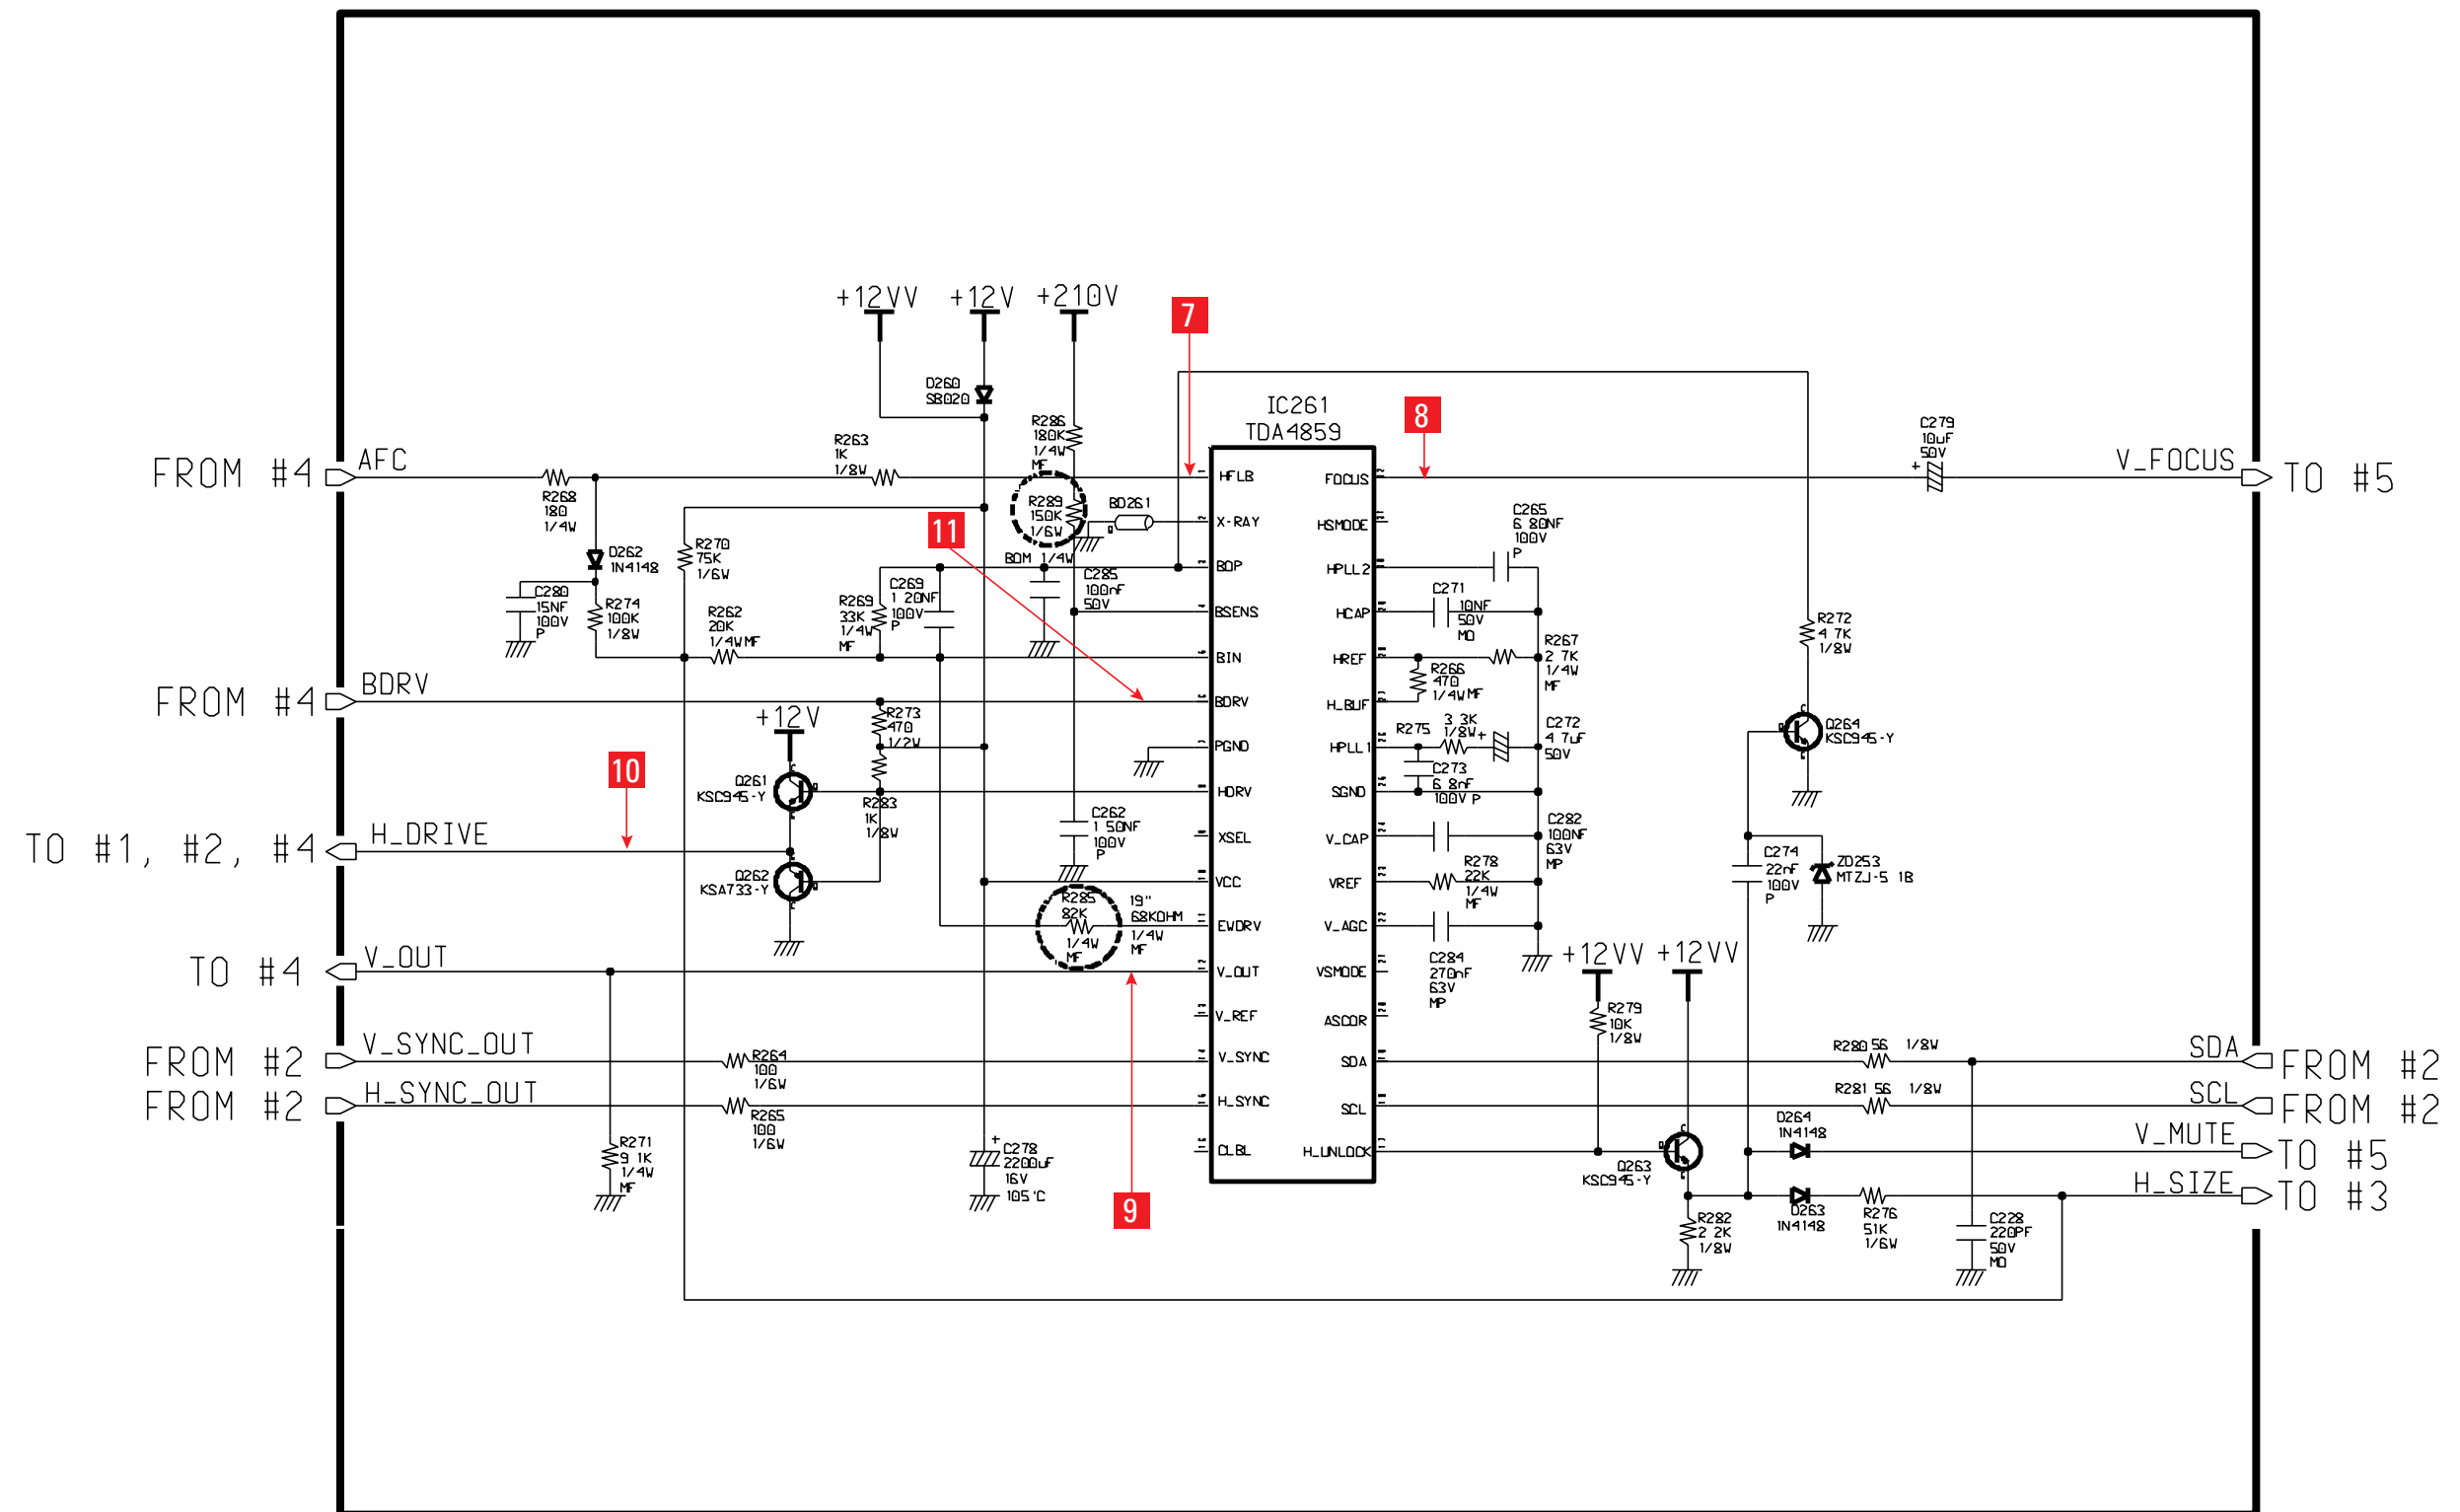 +12VV
+12V
+210V
7
D260
SB020
IC261
TDA4859
8
R286
180K
1/4W
MF
C279
10uF
50V
+
R263
1K
1/8W
FROM #4
AFC
V_FOCUS
TO #5
R268
180
1/4W
HFLB
FOCUS
R289
150K
1/6W
BD261
X-RAY
HSMODE
C265
6 80NF
100V
P
11
BOM 1/4W
R270
75K
1/6W
D262
1N4148
BOP
HPLL2
C280
15NF
100V
P
R274
100K
1/8W
R262
20K
1/4W MF
R269
33K
1/4W
MF
C269
1 20NF
100V
P
C285
100nF
50V
BSENS
HCAP
C271
10NF
50V
MO
R267
2 7K
1/4W
MF
R272
4 7K
1/8W
BIN
HREF
R266
470
1/4W MF
FROM #4
BDRV
BDRV
H_BUF
+12V
R273
470
1/2W
R275
3 3K
1/8W
+
C272
4 7uF
50V
Q264
KSC945-Y
PGND
HPLL1
C273
6 8nF
100V P
10
Q261
KSC945-Y
HDRV
SGND
R283
1K
1/8W
C262
1 50NF
100V
P
C282
100NF
63V
MP
TO #1, #2, #4
H_DRIVE
XSEL
V_CAP
R278
22K
1/4W
MF
C274
22nF
100V
P
ZD253
MTZJ-5 1B
Q262
KSA733-Y
VCC
VREF
R285
82K
1/4W
MF
19"
68KOHM
1/4W
MF
EWDRV
V_AGC
C284
270nF
63V
MP
+12VV
+12VV
TO #4
V_OUT
V_OUT
VSMODE
V_REF
ASCOR
R279
10K
1/8W
FROM #2
V_SYNC_OUT
R264
100
1/6W
V_SYNC
SDA
R280 56 1/8W
SDA
FROM #2
FROM #2
H_SYNC_OUT
R265
100
1/6W
H_SYNC
SCL
R281 56 1/8W
SCL
FROM #2
R271
9 1K
1/4W
MF
+
C278
2200uF
16V
105'C
CLBL
H_UNLOCK
Q263
KSC945-Y
D264
1N4148
V_MUTE
TO #5
9
R282
2 2K
1/8W
D263
1N4148
R276
51K
1/6W
C228
220PF
50V
MO
H_SIZE
TO #3